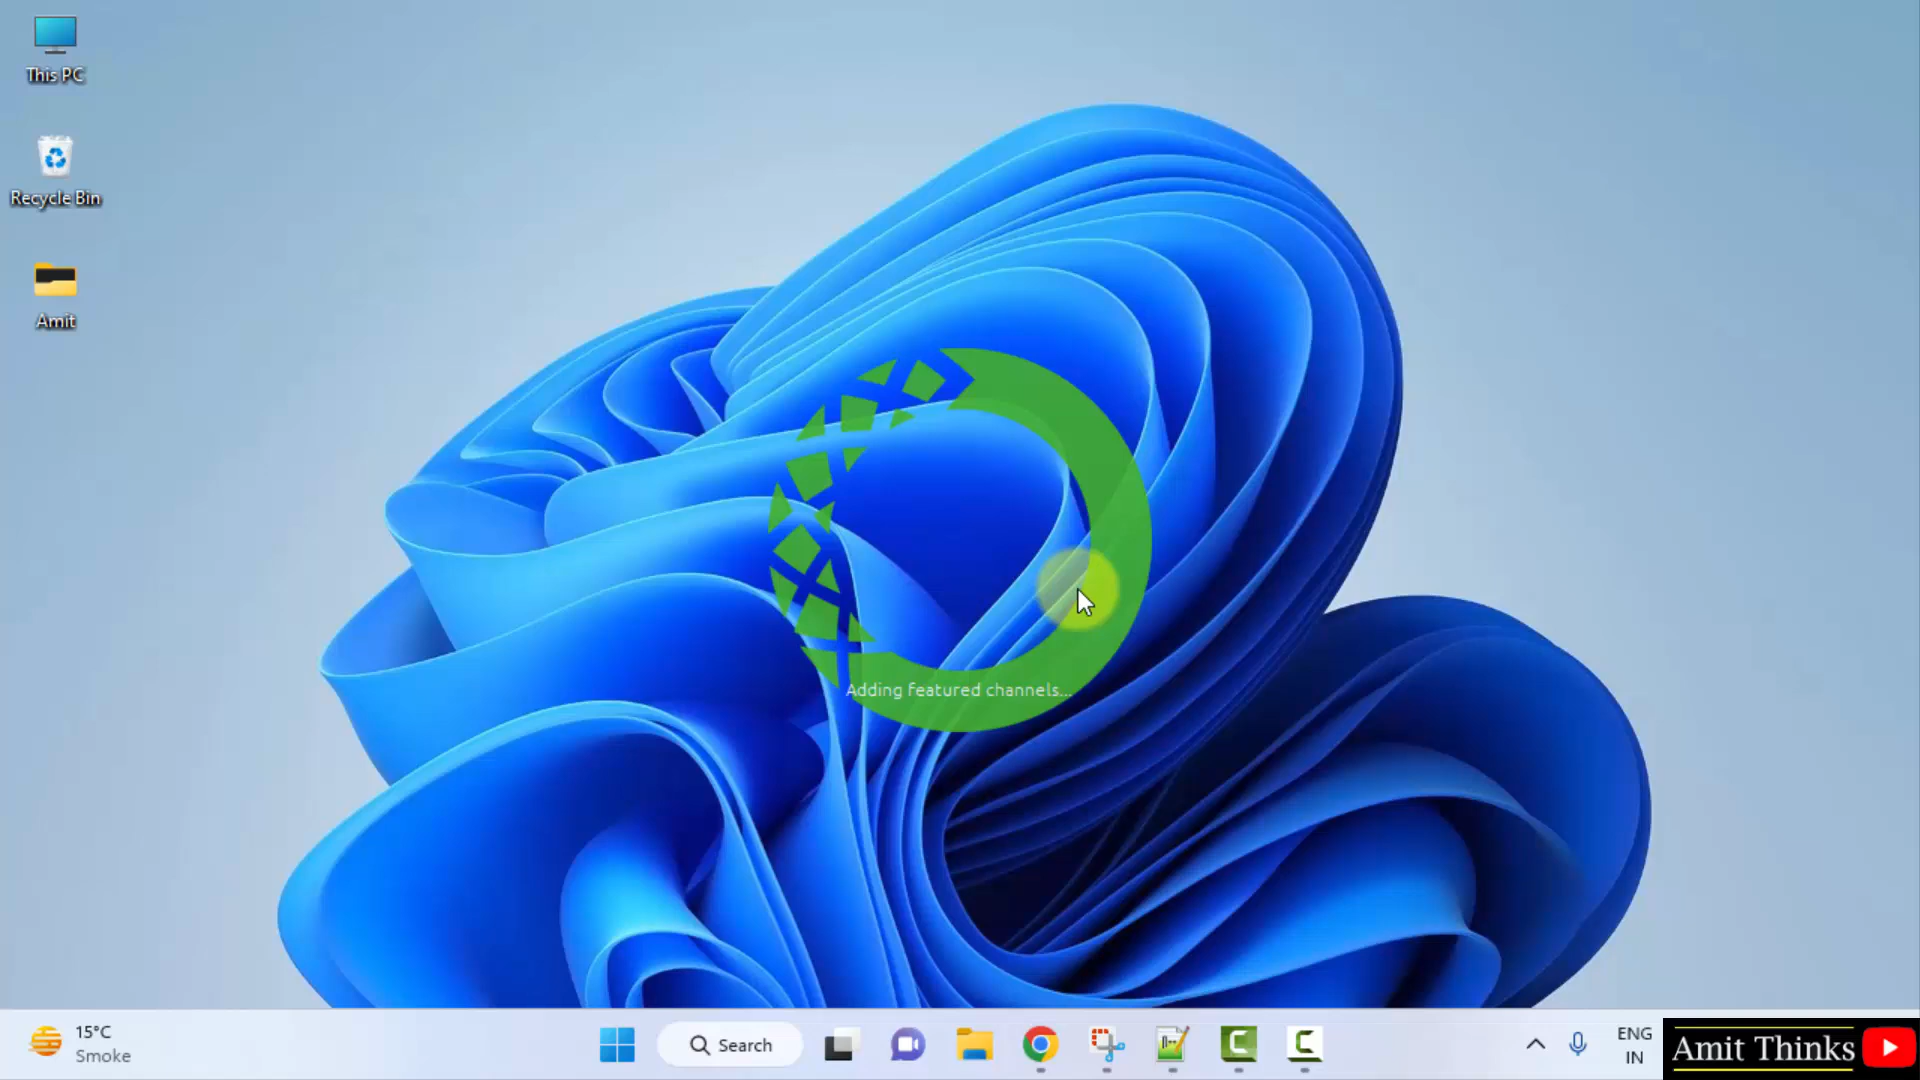 This PC
Recycle Bin
Amit
Adding featured channels...
15°C
Smoke
Search
ENG
IN
Amit Thinks